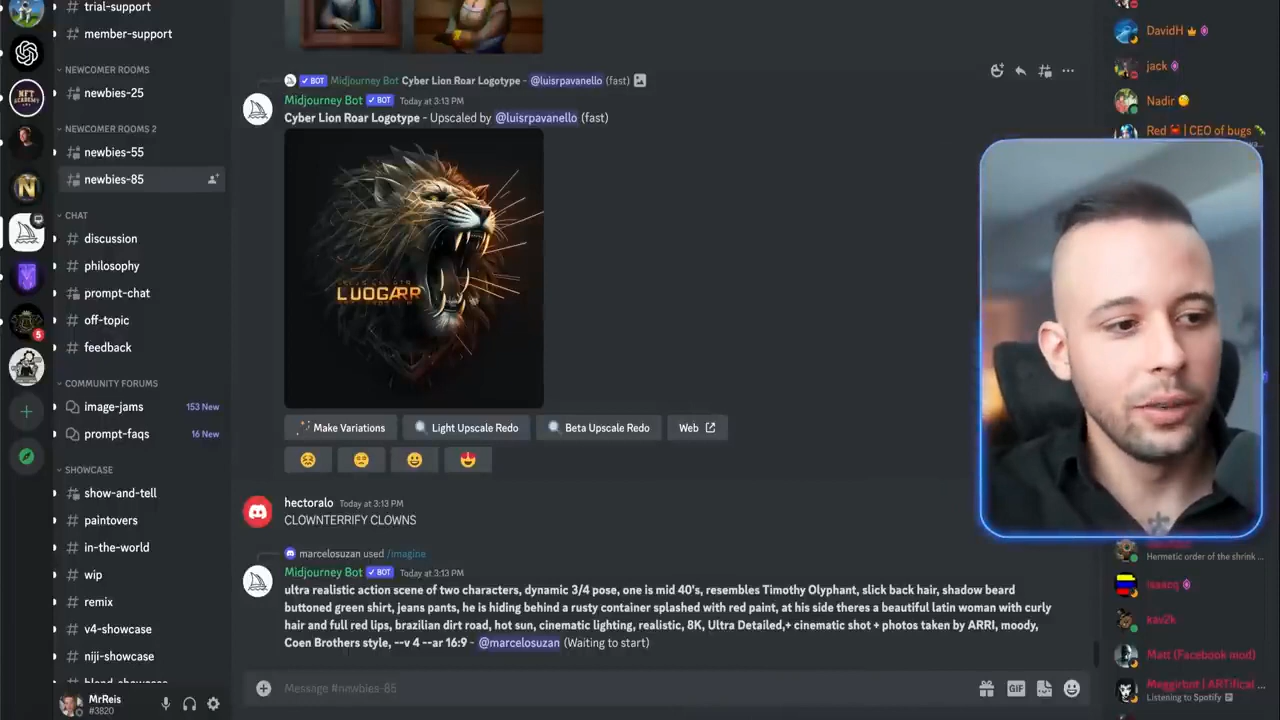 trial-support
member-support
NEWCOMER ROOMS
newbies-25
NEWCOMER ROOMS 2
newbies-55
newbies-85
CHAT
discussion
philosophy
prompt-chat
off-topic
feedback
COMMUNITY FORUMS
image-jams 153 New
prompt-faqs 16 New
SHOWCASE
show-and-tell
paintovers
in-the-world
wip
remix
v4-showcase
niji-showcase
MrReis
#3820
NFT
ACADEMY
N
5
BOT Midjourney Bot Cyber Lion Roar Logotype - @luisrpavanello (fast)
Midjourney Bot BOT Today at 3:13 PM
Cyber Lion Roar Logotype - Upscaled by @luisrpavanello (fast)
LUOGARR
Make Variations Light Upscale Redo Beta Upscale Redo Web
hectoralo Today at 3:13 PM
CLOWNTERRIFY CLOWNS
marcelosuzan used /imagine
Midjourney Bot BOT Today at 3:13 PM
ultra realistic action scene of two characters, dynamic 3/4 pose, one is mid 40's, resembles Timothy Olyphant, slick back hair, shadow beard
buttoned green shirt, jeans pants, he is hiding behind a rusty container splashed with red paint, at his side theres a beautiful latin woman with curly
hair and full red lips, brazilian dirt road, hot sun, cinematic lighting, realistic, 8K, Ultra Detailed,+ cinematic shot + photos taken by ARRI, moody,
Coen Brothers style, --v 4 --ar 16:9 - @marcelosuzan (Waiting to start)
Message #newbies-85
GIF
DavidH
jack
Nadir
Red | CEO of bugs
Hermetic order of the shrink ...
Isaacq
kav2k
Matt (Facebook mod)
Meggirbot | ARTifical ...
Listening to Spotify